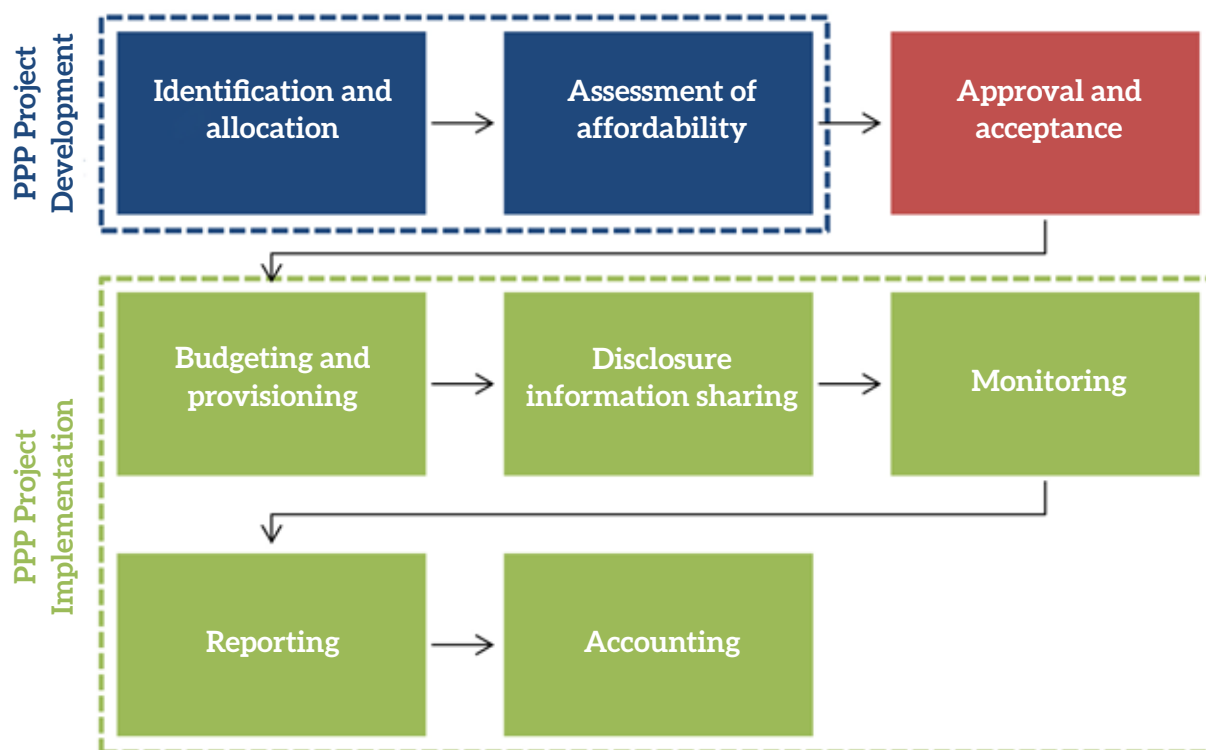 PPP Project
Development
Identification and
allocation
Assessment of
affordability
Approval and
acceptance
PPP Project
Implementation
Budgeting and
provisioning
Disclosure
information sharing
Monitoring
Reporting
Accounting